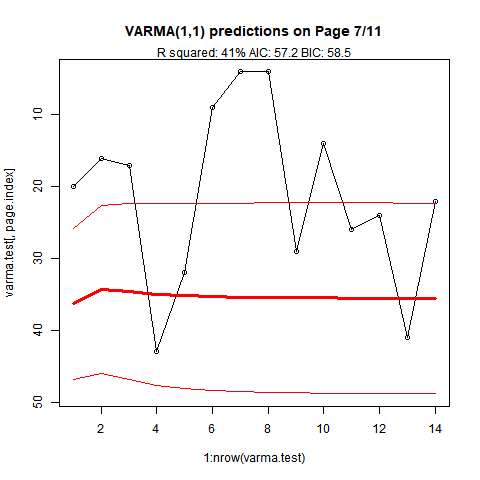 VARMA(1,1) predictions on Page 7/11
R squared: 41% AIC: 57.2 BIC: 58.5
varma.test[, page.index]
10
20
30
40
50
2 4 6 8 10 12 14
1:nrow(varma.test)